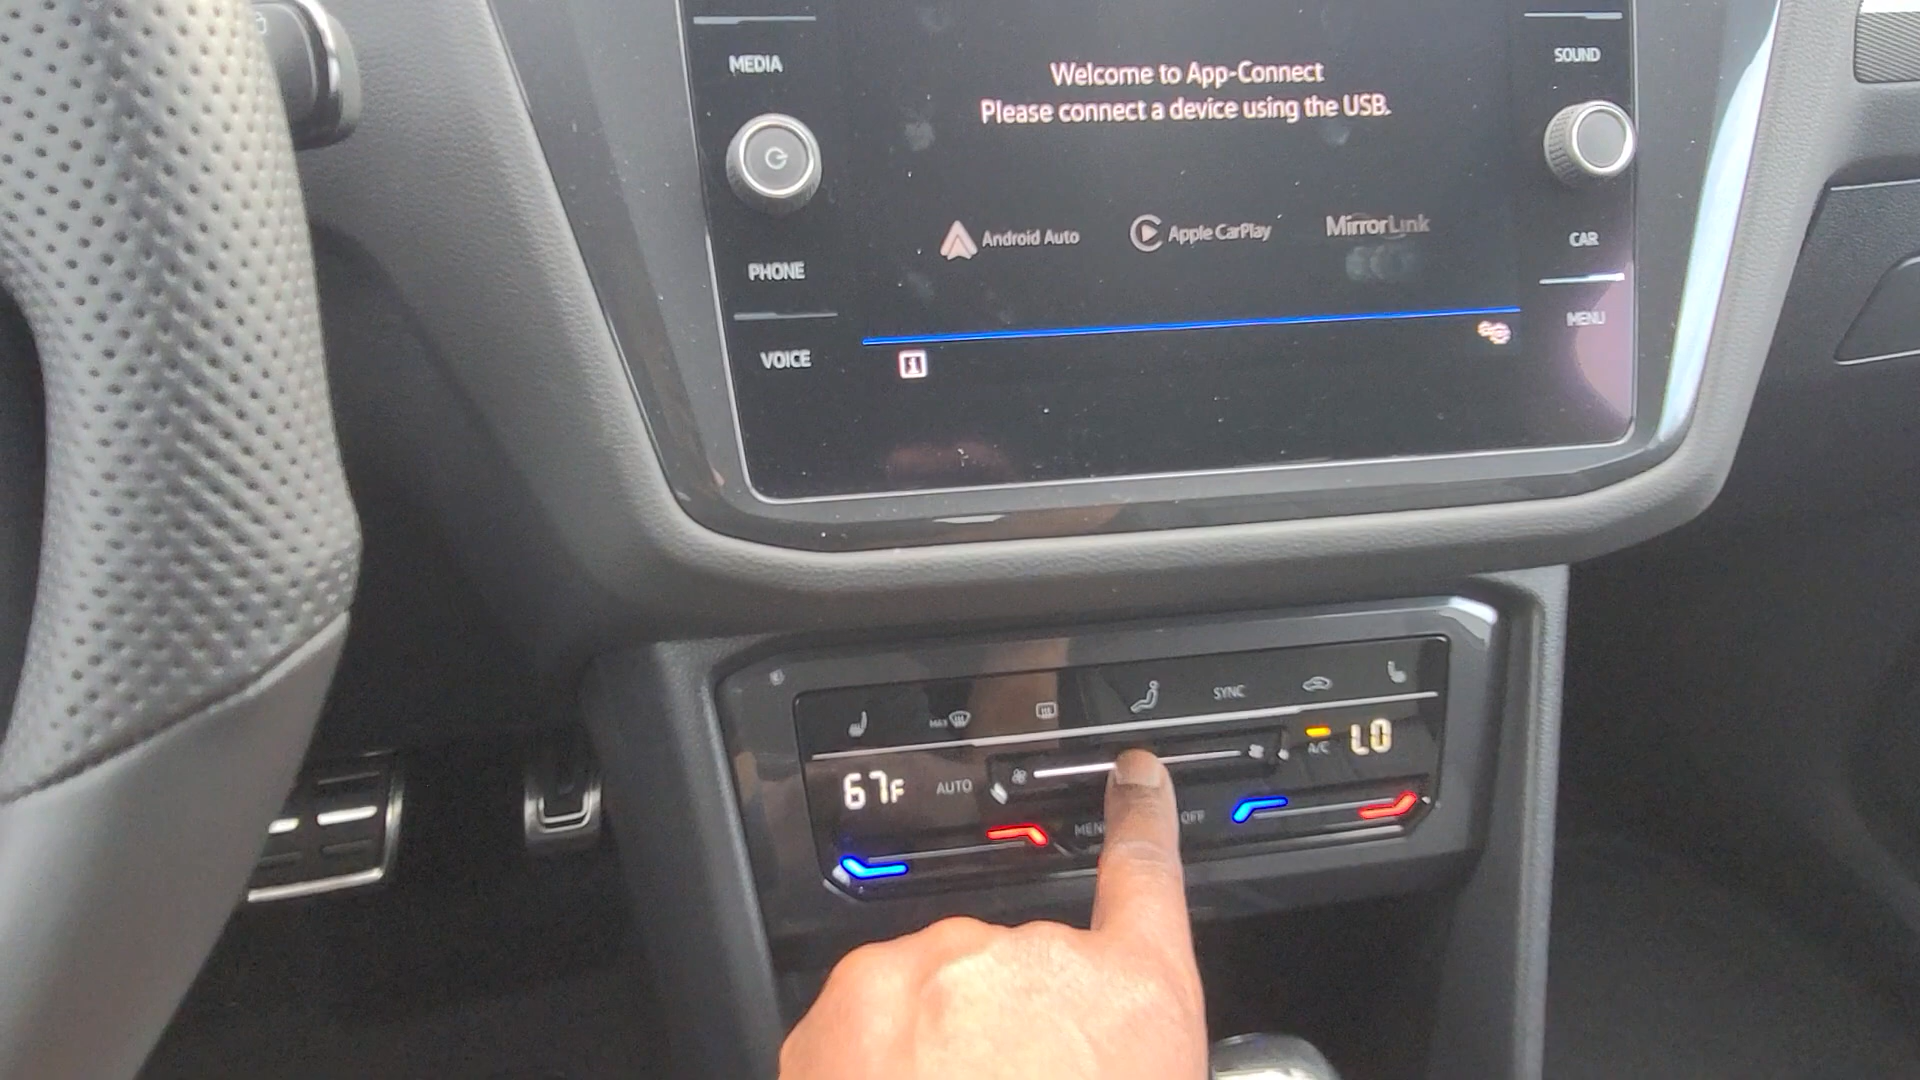 MEDIA
SOUND
Welcome to App-Connect
Please connect a device using the USB.
Android Auto
Apple CarPlay
MirrorLink
CAR
PHONE
MENU
VOICE
SYNC
MAX
A/C
LO
67F
AUTO
OFF